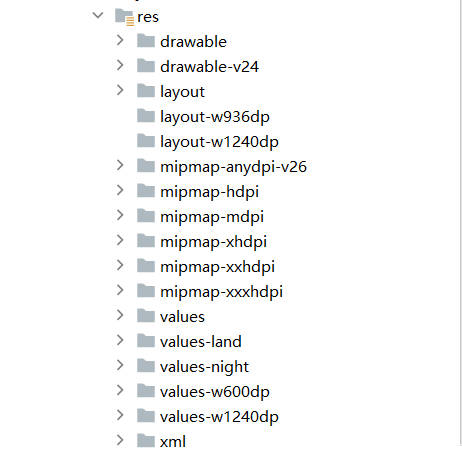 res
drawable
drawable-v24
layout
layout-w936dp
layout-w1240dp
mipmap-anydpi-v26
mipmap-hdpi
mipmap-mdpi
mipmap-xhdpi
mipmap-xxhdpi
mipmap-xxxhdpi
values
values-land
values-night
values-w600dp
values-w1240dp
xml